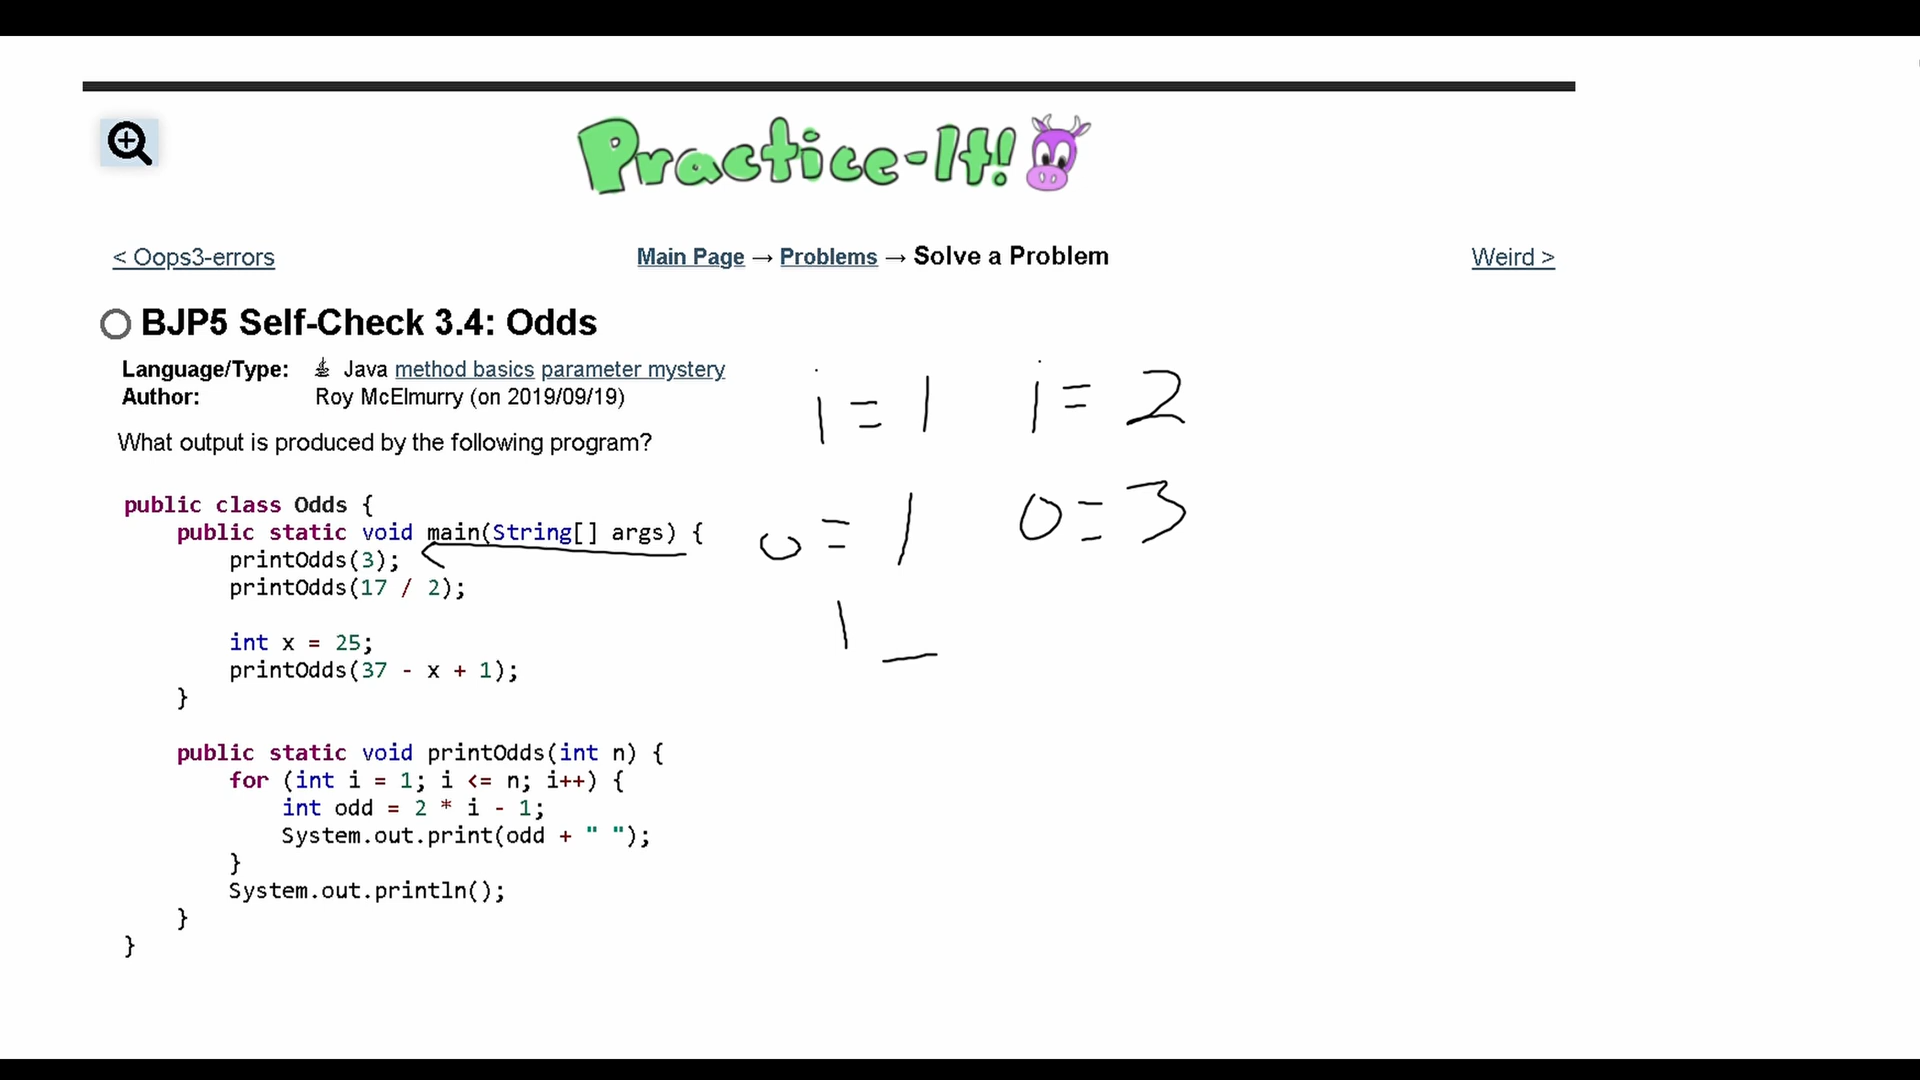 Practice-It!
< Oops3-errors Main Page → Problems → Solve a Problem Weird >
BJP5 Self-Check 3.4: Odds
Language/Type: Java method basics parameter mystery
Author: Roy McElmurry (on 2019/09/19)
What output is produced by the following program?
public class Odds {
    public static void main(String[] args) {
        printOdds(3);
        printOdds(17 / 2);

        int x = 25;
        printOdds(37 - x + 1);
    }

    public static void printOdds(int n) {
        for (int i = 1; i <= n; i++) {
            int odd = 2 * i - 1;
            System.out.print(odd + " ");
        }
        System.out.println();
    }
}
i = 1 i = 2
o = 1 o = 3
1 _